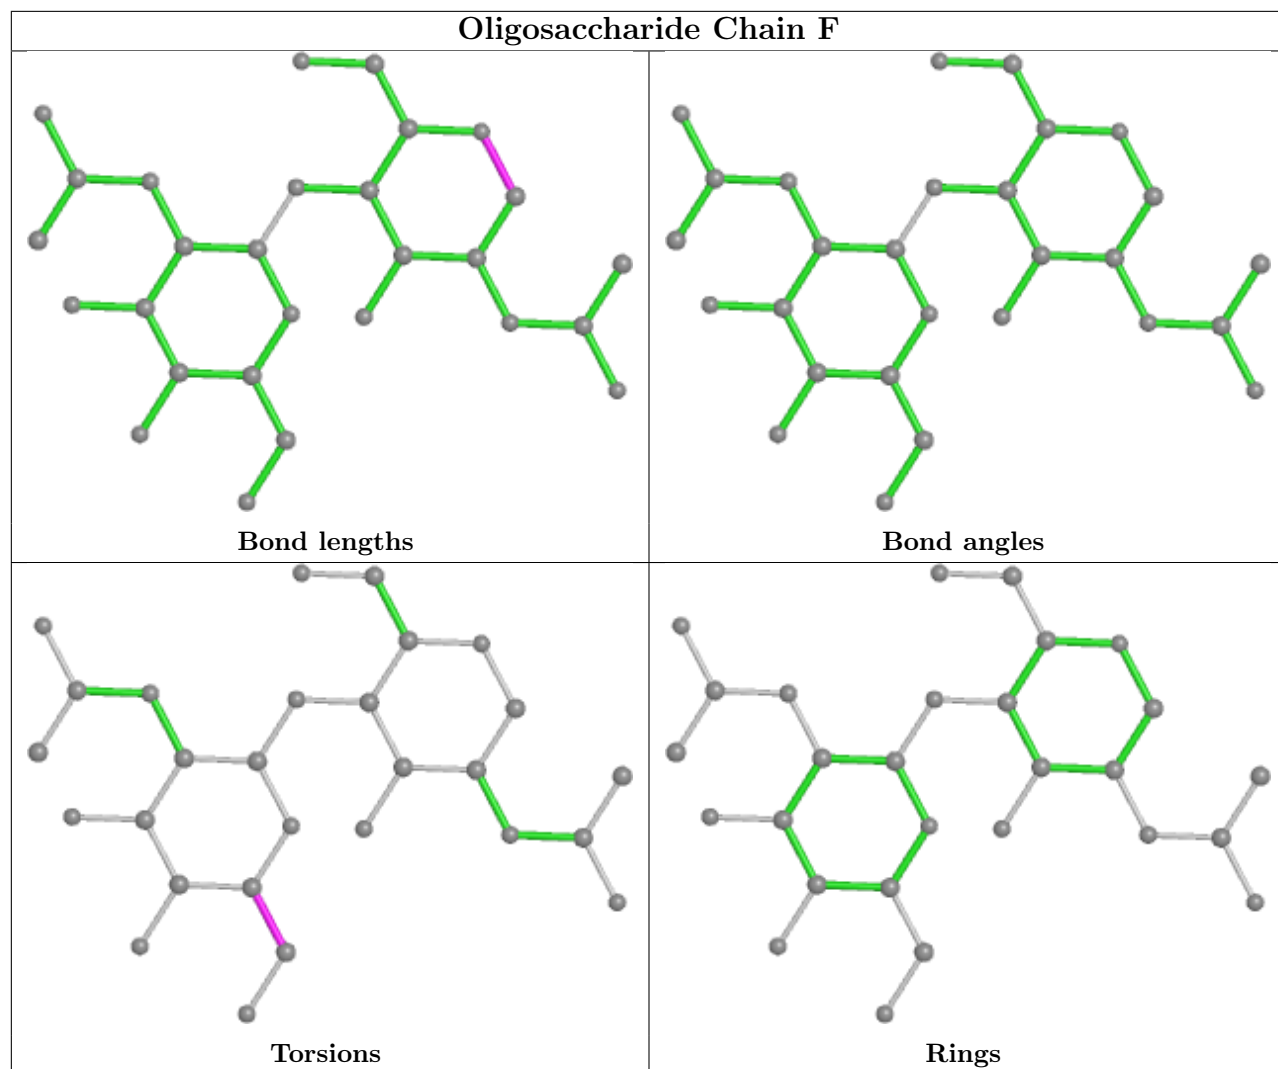 Oligosaccharide Chain F
Bond lengths
Bond angles
Torsions
Rings